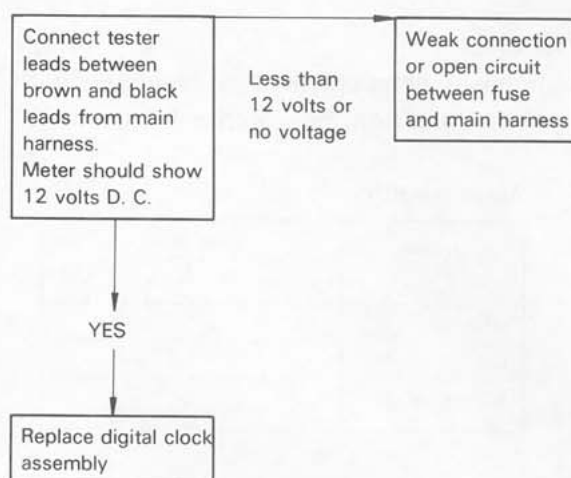 Connect tester
leads between
brown and black
leads from main
harness.
Meter should show
12 volts D. C.
Less than
12 volts or
no voltage
Weak connection
or open circuit
between fuse
and main harness
YES
Replace digital clock
assembly